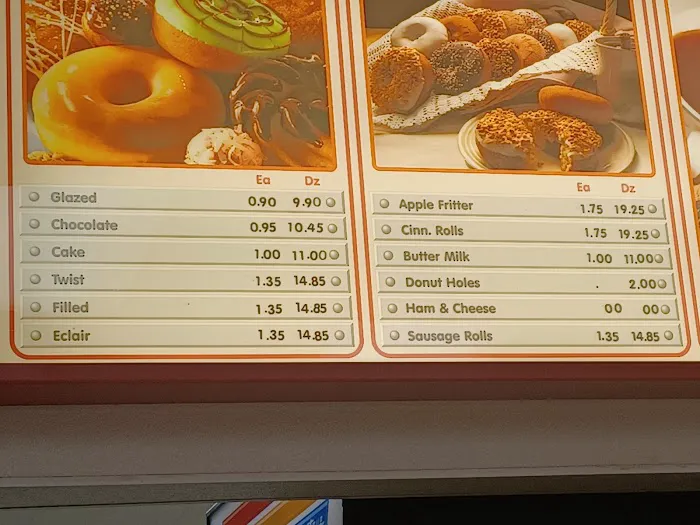 Ea Dz
Glazed 0.90 9.90
Chocolate 0.95 10.45
Cake 1.00 11.00
Twist 1.35 14.85
Filled 1.35 14.85
Eclair 1.35 14.85
Ea Dz
Apple Fritter 1.75 19.25
Cinn. Rolls 1.75 19.25
Butter Milk 1.00 11.00
Donut Holes . 2.00
Ham & Cheese 00 00
Sausage Rolls 1.35 14.85